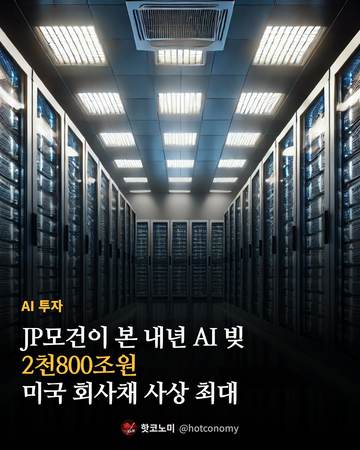 AI 투자
JP모건이 본 내년 AI 빚
2천800조원
미국 회사채 사상 최대
핫코노미 @hotconomy